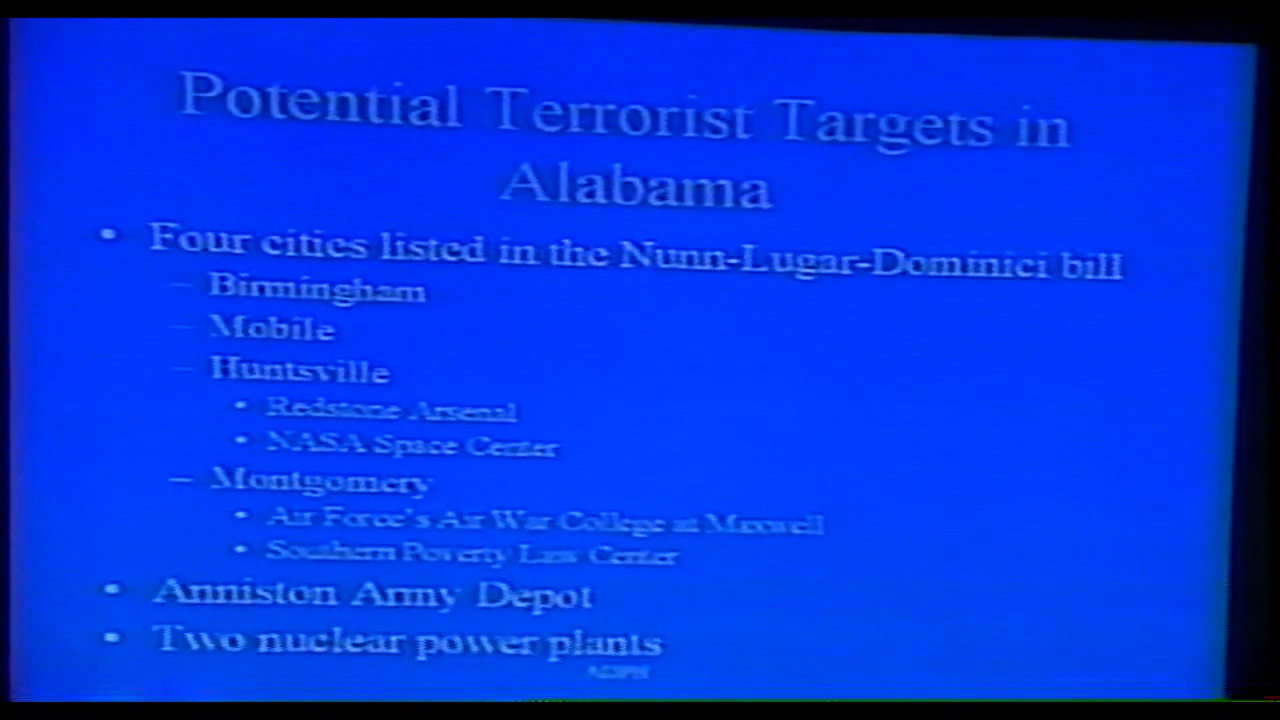 Potential Terrorist Targets in
Alabama
• Four cities listed in the Nunn-Lugar-Dominici bill
– Birmingham
– Mobile
– Huntsville
• Redstone Arsenal
• NASA Space Center
– Montgomery
• Air Force's Air War College at Maxwell
• Southern Poverty Law Center
• Anniston Army Depot
• Two nuclear power plants
ADPH